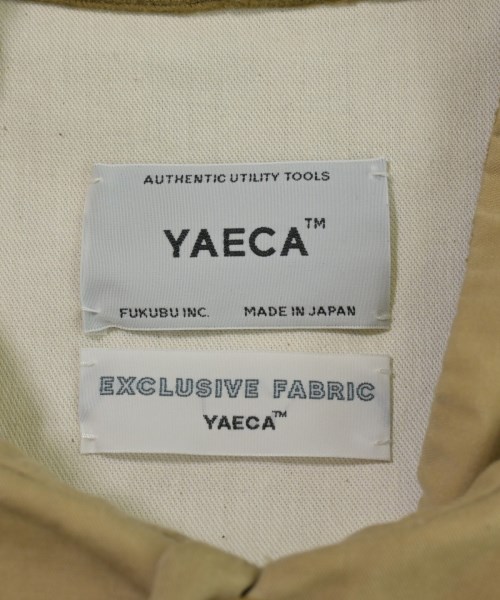 AUTHENTIC UTILITY TOOLS
YAECA™
FUKUBU INC. MADE IN JAPAN
EXCLUSIVE FABRIC
YAECA™